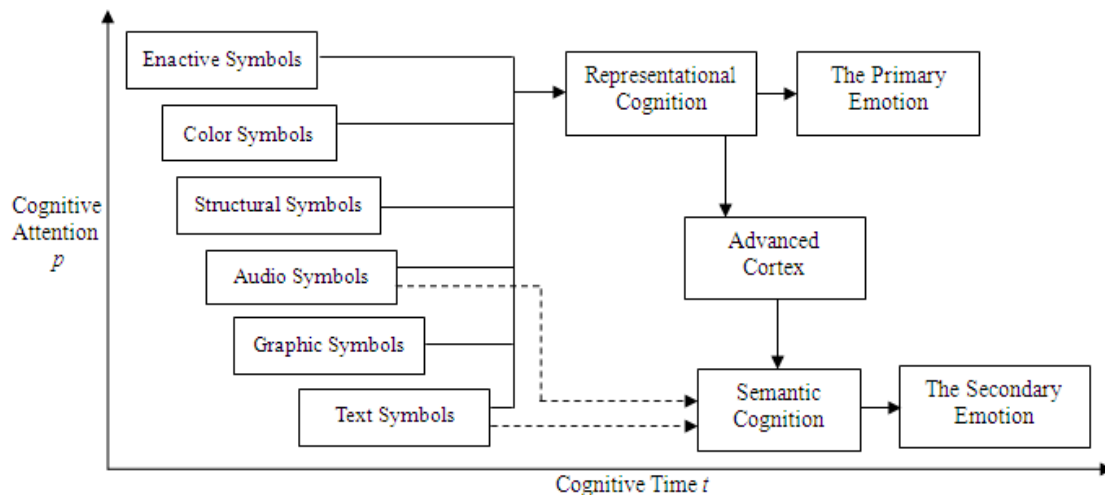 Enactive Symbols
Color Symbols
Structural Symbols
Audio Symbols
Graphic Symbols
Text Symbols
Representational
Cognition
The Primary
Emotion
Advanced
Cortex
Semantic
Cognition
The Secondary
Emotion
Cognitive
Attention
p
Cognitive Time t